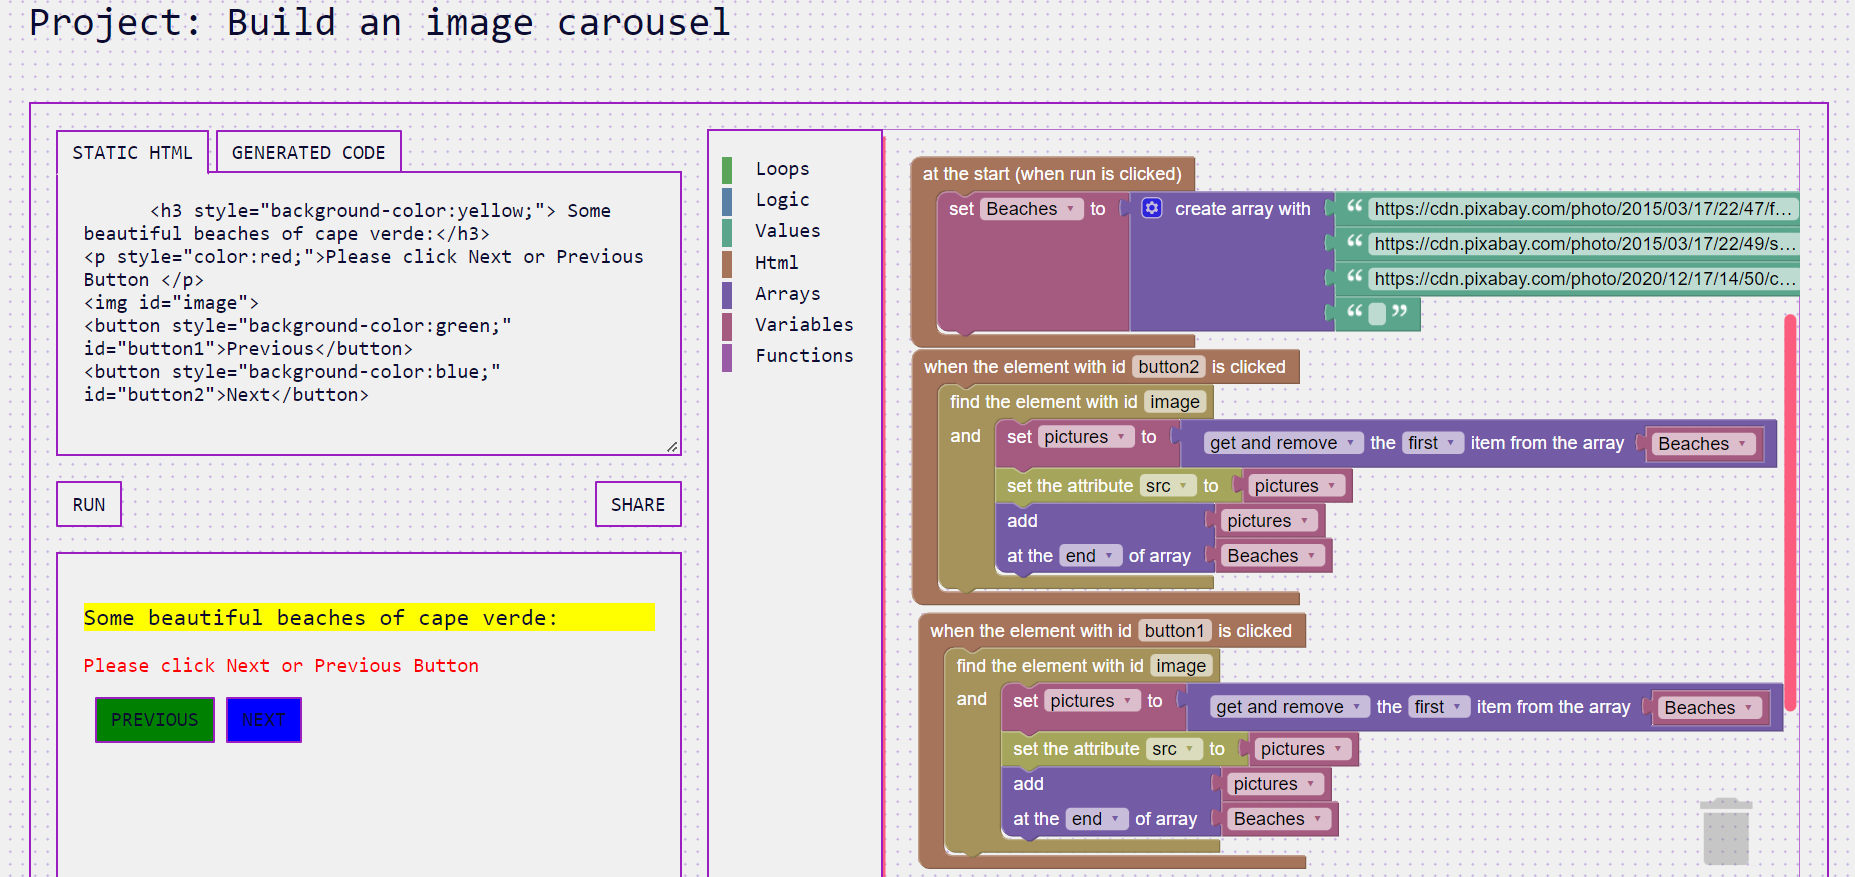 Project: Build an image carousel
STATIC HTML
GENERATED CODE
<h3 style="background-color:yellow;"> Some
beautiful beaches of cape verde:</h3>
<p style="color:red;">Please click Next or Previous
Button </p>
<img id="image">
<button style="background-color:green;"
id="button1">Previous</button>
<button style="background-color:blue;"
id="button2">Next</button>
RUN
SHARE
Some beautiful beaches of cape verde:
Please click Next or Previous Button
PREVIOUS
NEXT
Loops
Logic
Values
Html
Arrays
Variables
Functions
at the start (when run is clicked)
set Beaches to create array with “ https://cdn.pixabay.com/photo/2015/03/17/22/47/f...
“ https://cdn.pixabay.com/photo/2015/03/17/22/49/s...
“ https://cdn.pixabay.com/photo/2020/12/17/14/50/c...
“ ”
when the element with id button2 is clicked
find the element with id image
and set pictures to get and remove the first item from the array Beaches
set the attribute src to pictures
add pictures
at the end of array Beaches
when the element with id button1 is clicked
find the element with id image
and set pictures to get and remove the first item from the array Beaches
set the attribute src to pictures
add pictures
at the end of array Beaches